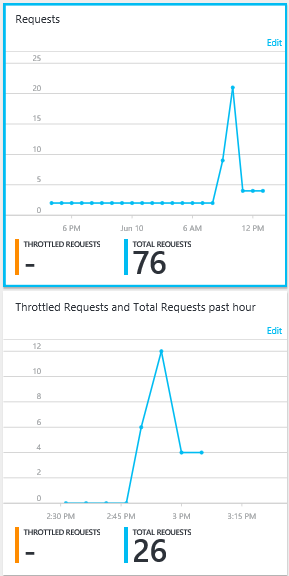 Requests
Edit
25
20
15
10
5
0
6 PM Jun 10 6 AM 12 PM
THROTTLED REQUESTS TOTAL REQUESTS
- 76
Throttled Requests and Total Requests past hour
Edit
12
10
8
6
4
2
0
2:30 PM 2:45 PM 3 PM 3:15 PM
THROTTLED REQUESTS TOTAL REQUESTS
- 26